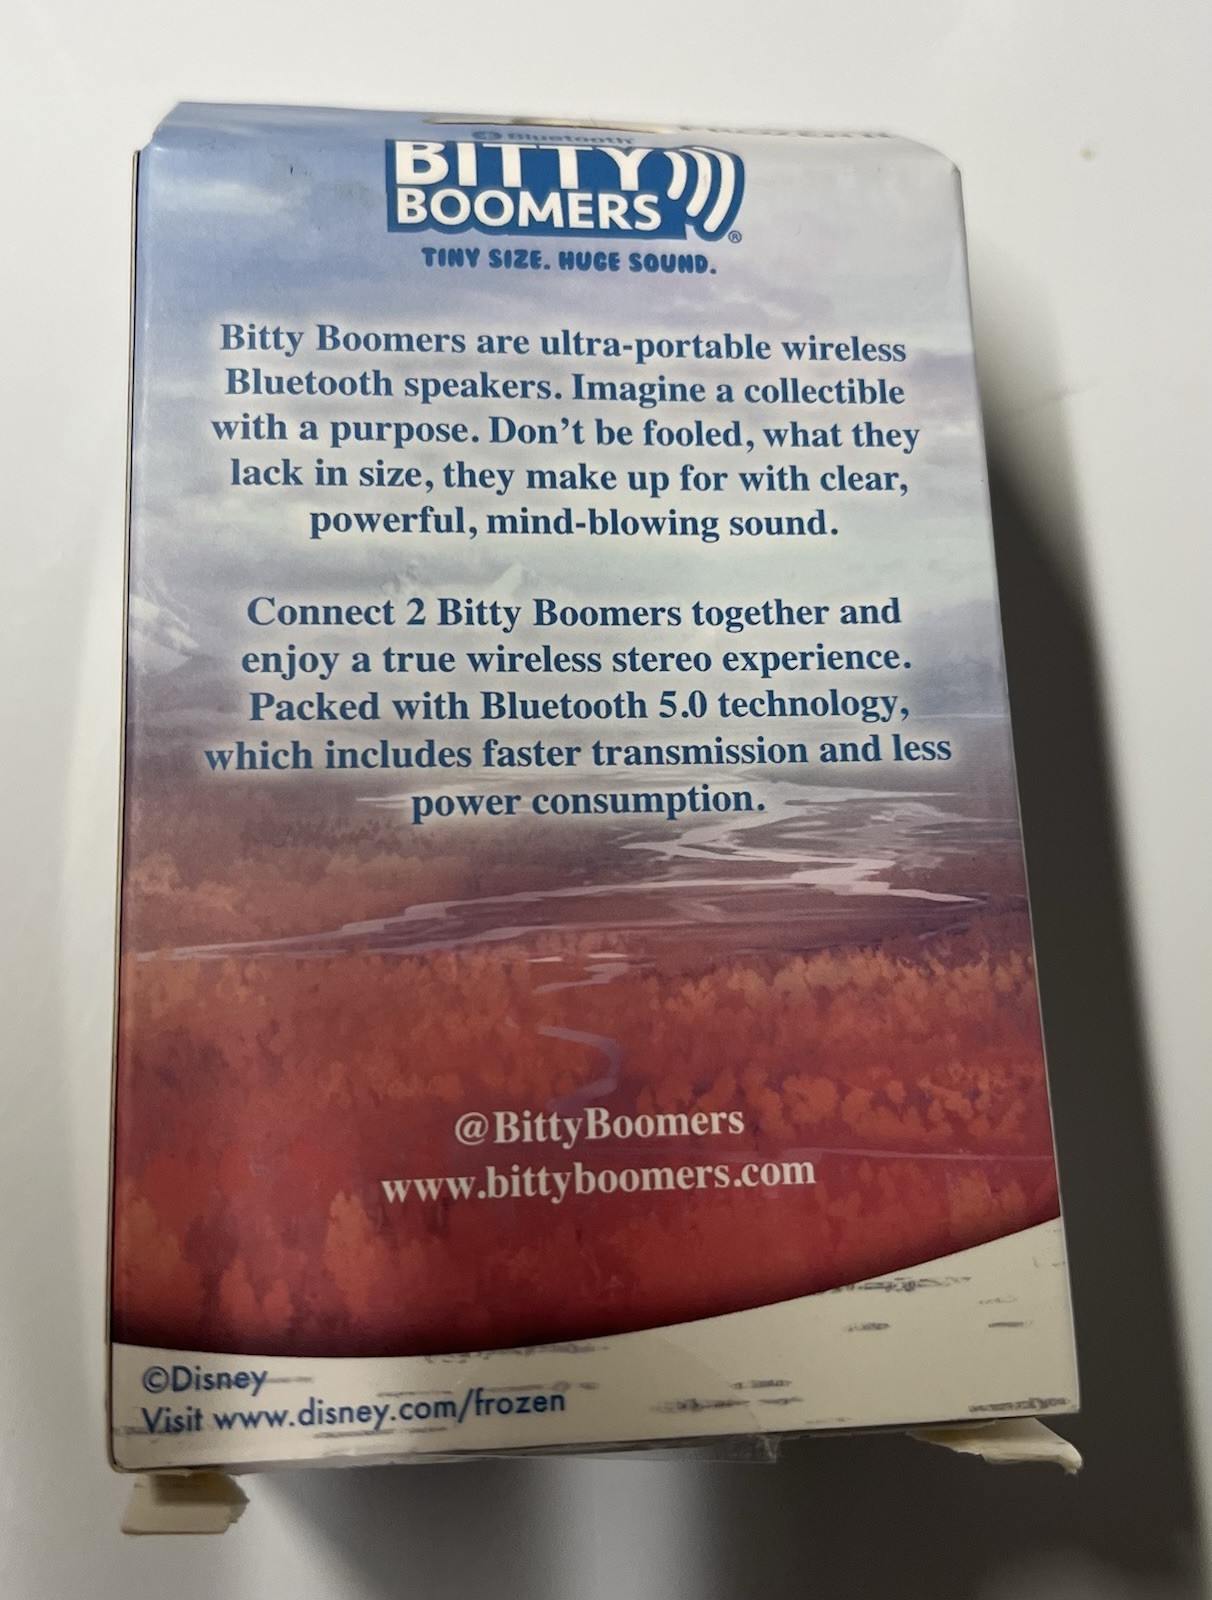 Bluetooth
BITTY
BOOMERS
®
TINY SIZE. HUGE SOUND.
Bitty Boomers are ultra-portable wireless
Bluetooth speakers. Imagine a collectible
with a purpose. Don't be fooled, what they
lack in size, they make up for with clear,
powerful, mind-blowing sound.
Connect 2 Bitty Boomers together and
enjoy a true wireless stereo experience.
Packed with Bluetooth 5.0 technology,
which includes faster transmission and less
power consumption.
@BittyBoomers
www.bittyboomers.com
©Disney
Visit www.disney.com/frozen